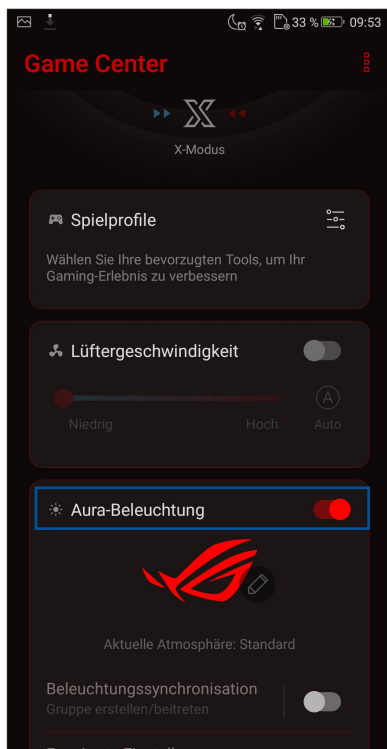 33 % 09:53
Game Center
X-Modus
Spielprofile
Wählen Sie Ihre bevorzugten Tools, um Ihr
Gaming-Erlebnis zu verbessern
Lüftergeschwindigkeit
A
Niedrig Hoch Auto
Aura-Beleuchtung
Aktuelle Atmosphäre: Standard
Beleuchtungssynchronisation
Gruppe erstellen/beitreten